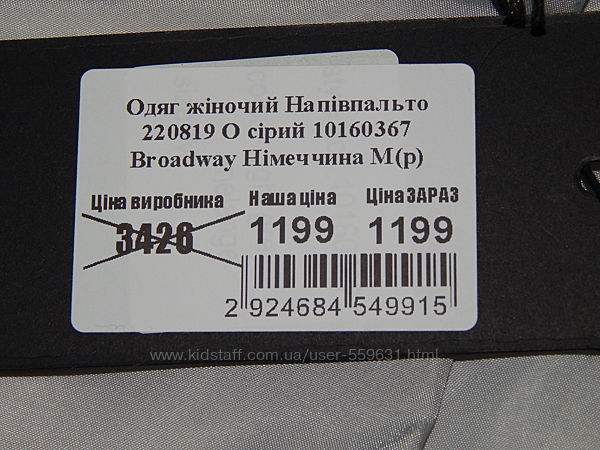 Одяг жіночий Напівпальто
220819 О сірий 10160367
Broadway Німеччина М(р)
Ціна виробника Наша ціна Ціна ЗАРАЗ
3426 1199 1199
2 924684 549915
www.kidstaff.com.ua/user-559631.html